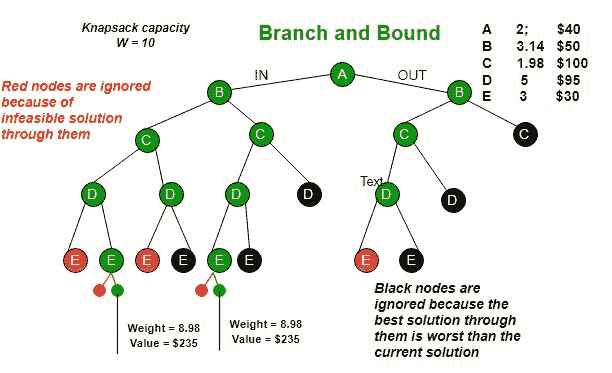 Knapsack capacity
W = 10
Branch and Bound
A 2; $40
B 3.14 $50
C 1.98 $100
D 5 $95
E 3 $30
Red nodes are ignored
because of
infeasible solution
through them
IN
OUT
A
B
B
C
C
C
C
Text
D
D
D
D
D
D
E
E
E
E
E
E
E
E
Weight = 8.98
Value = $235
Weight = 8.98
Value = $235
Black nodes are
ignored because the
best solution through
them is worst than the
current solution